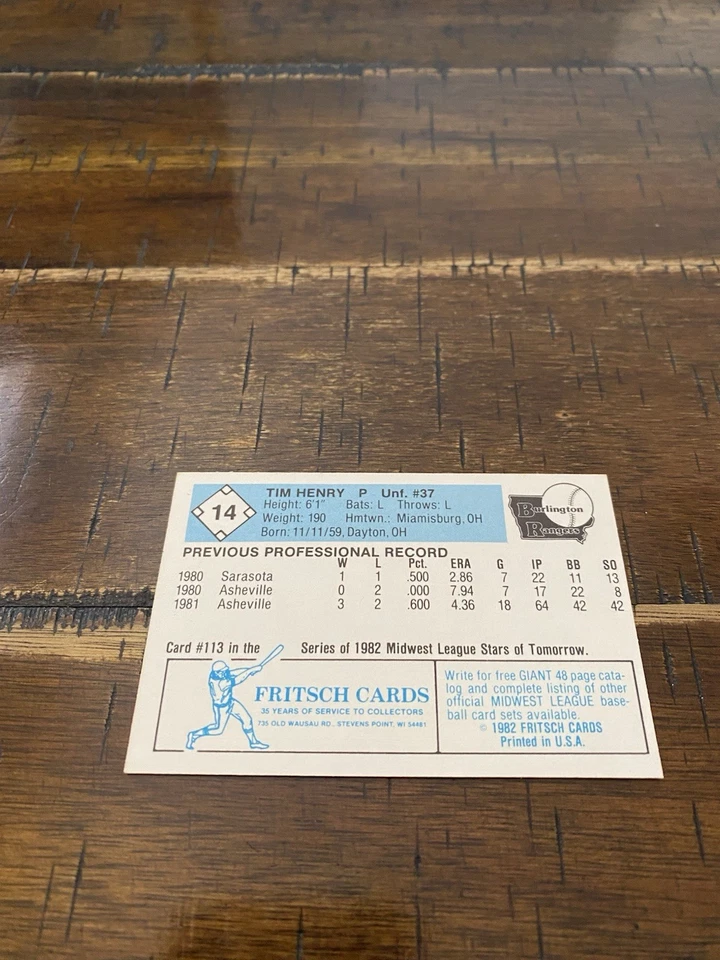 14
TIM HENRY P Unf. #37
Height: 6'1" Bats: L Throws: L
Weight: 190 Hmtwn.: Miamisburg, OH
Born: 11/11/59, Dayton, OH
Burlington
Rangers
PREVIOUS PROFESSIONAL RECORD
W L Pct. ERA G IP BB SO
1980 Sarasota 1 1 .500 2.86 7 22 11 13
1980 Asheville 0 2 .000 7.94 7 17 22 8
1981 Asheville 3 2 .600 4.36 18 64 42 42
Card #113 in the Series of 1982 Midwest League Stars of Tomorrow.
FRITSCH CARDS
35 YEARS OF SERVICE TO COLLECTORS
735 OLD WAUSAU RD., STEVENS POINT, WI 54481
Write for free GIANT 48 page cata-
log and complete listing of other
official MIDWEST LEAGUE base-
ball card sets available.
© 1982 FRITSCH CARDS
Printed in U.S.A.